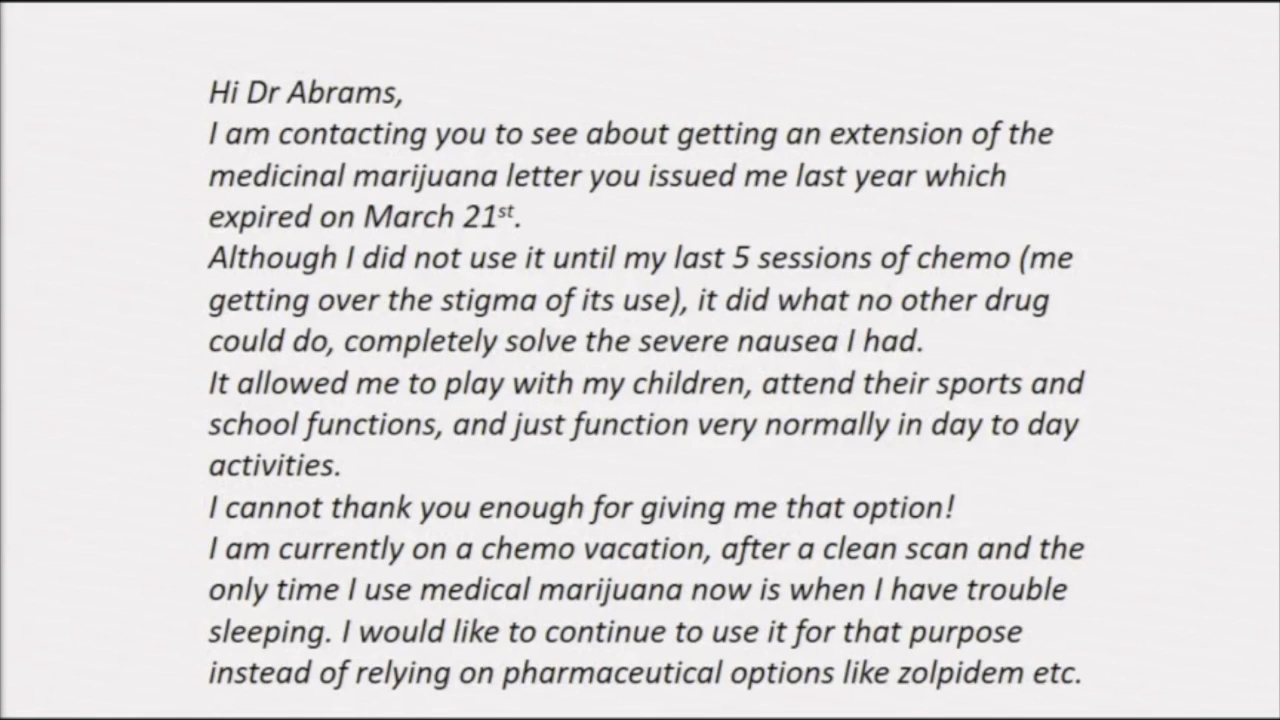 Hi Dr Abrams,
I am contacting you to see about getting an extension of the
medicinal marijuana letter you issued me last year which
expired on March 21st.
Although I did not use it until my last 5 sessions of chemo (me
getting over the stigma of its use), it did what no other drug
could do, completely solve the severe nausea I had.
It allowed me to play with my children, attend their sports and
school functions, and just function very normally in day to day
activities.
I cannot thank you enough for giving me that option!
I am currently on a chemo vacation, after a clean scan and the
only time I use medical marijuana now is when I have trouble
sleeping. I would like to continue to use it for that purpose
instead of relying on pharmaceutical options like zolpidem etc.